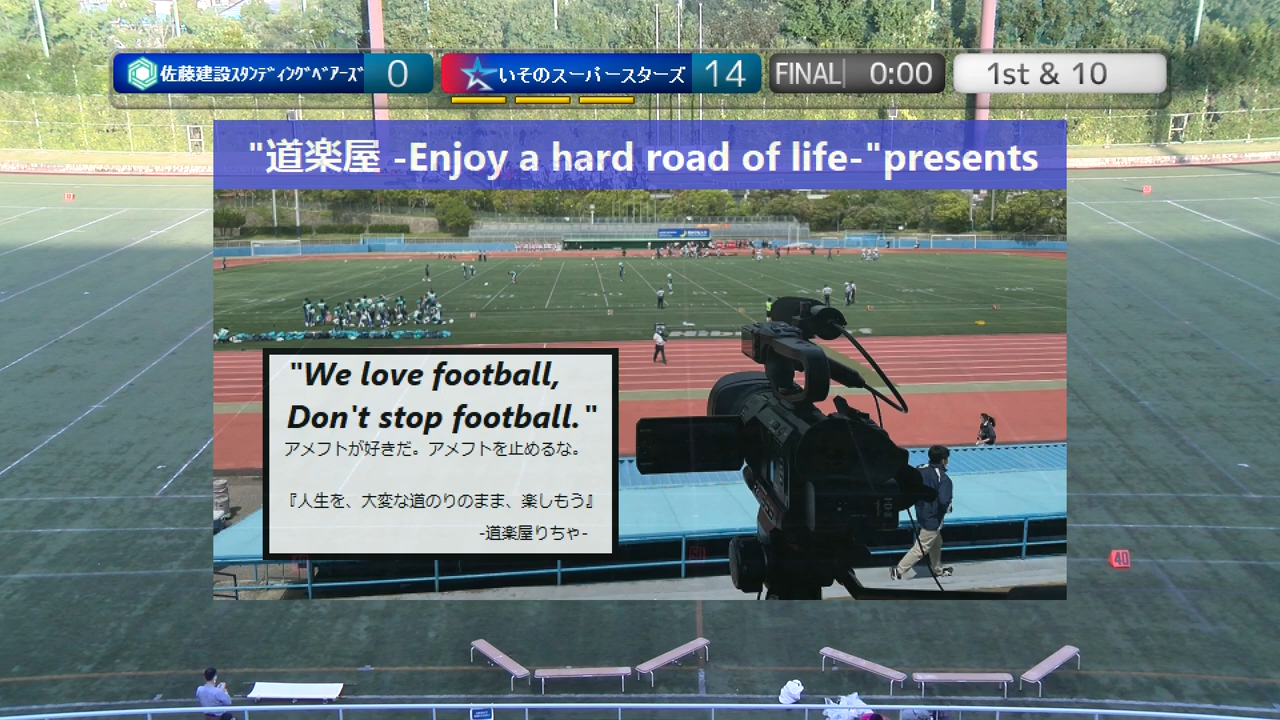 佐藤建設ｽﾀﾝﾃﾞｨﾝｸﾞﾍﾞｱｰｽﾞ 0 いそのスーパースターズ 14 FINAL 0:00 1st & 10
"道楽屋 -Enjoy a hard road of life-"presents
"We love football,
Don't stop football."
アメフトが好きだ。アメフトを止めるな。
『人生を、大変な道のりのまま、楽しもう』
-道楽屋りちゃ-
40